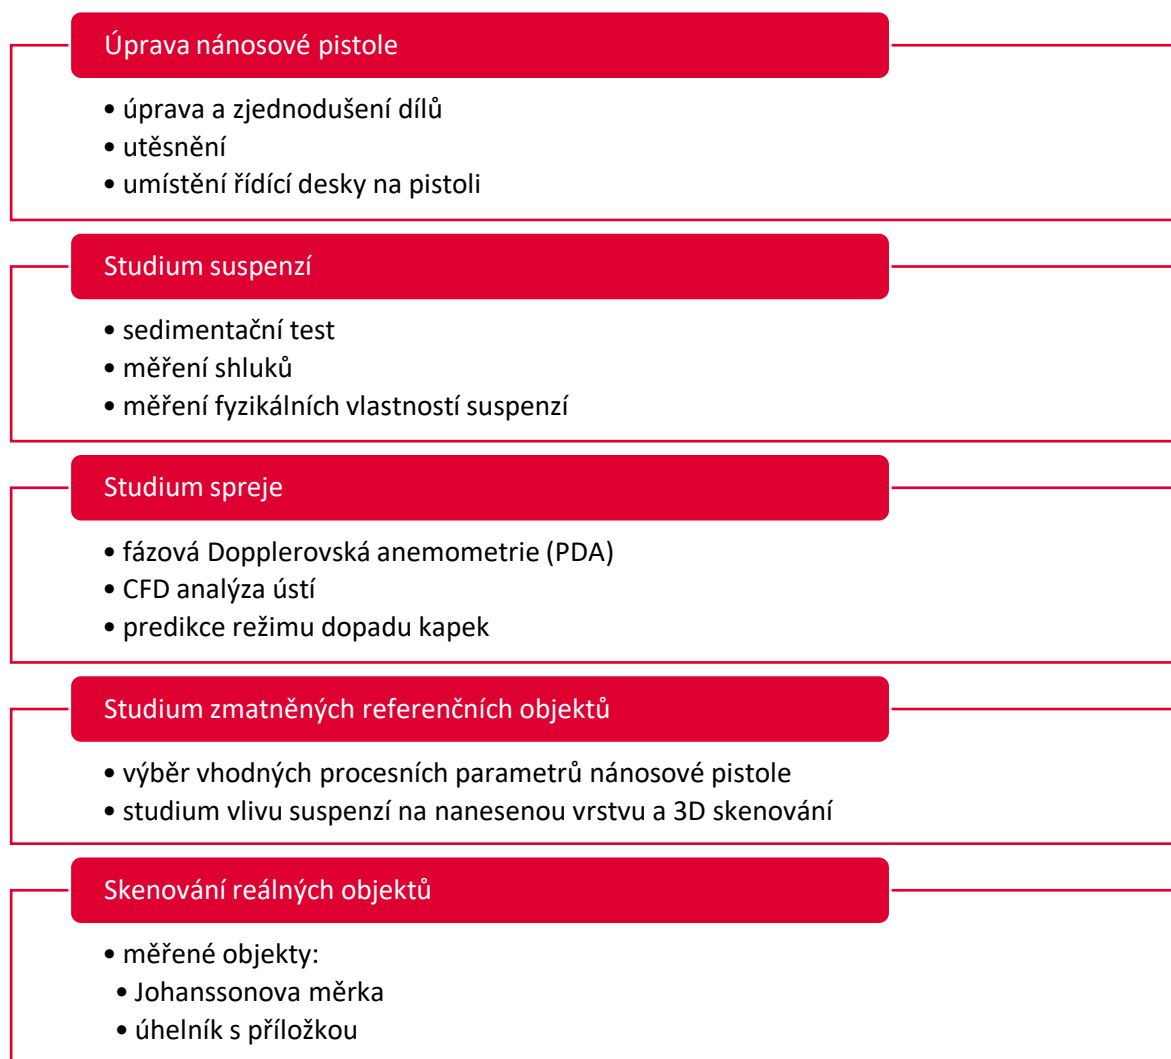 Úprava nánosové pistole
• úprava a zjednodušení dílů
• utěsnění
• umístění řídící desky na pistoli
Studium suspenzí
• sedimentační test
• měření shluků
• měření fyzikálních vlastností suspenzí
Studium spreje
• fázová Dopplerovská anemometrie (PDA)
• CFD analýza ústí
• predikce režimu dopadu kapek
Studium zmatněných referenčních objektů
• výběr vhodných procesních parametrů nánosové pistole
• studium vlivu suspenzí na nanesenou vrstvu a 3D skenování
Skenování reálných objektů
• měřené objekty:
• Johanssonova měrka
• úhelník s příložkou